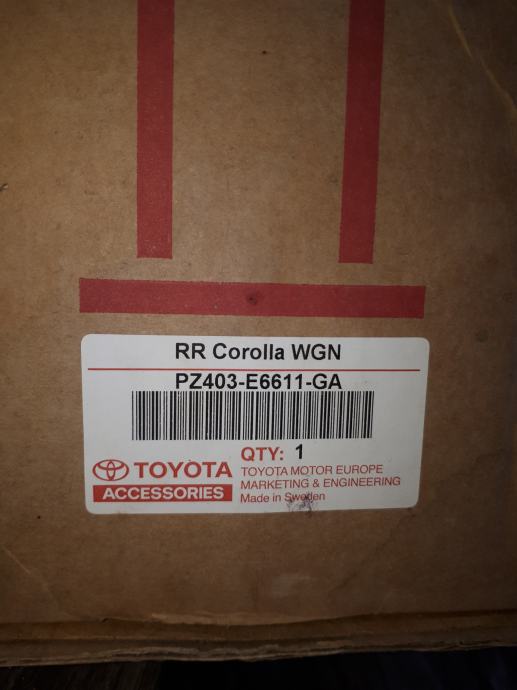 RR Corolla WGN
PZ403-E6611-GA
QTY: 1
TOYOTA
ACCESSORIES
TOYOTA MOTOR EUROPE
MARKETING & ENGINEERING
Made in Sweden